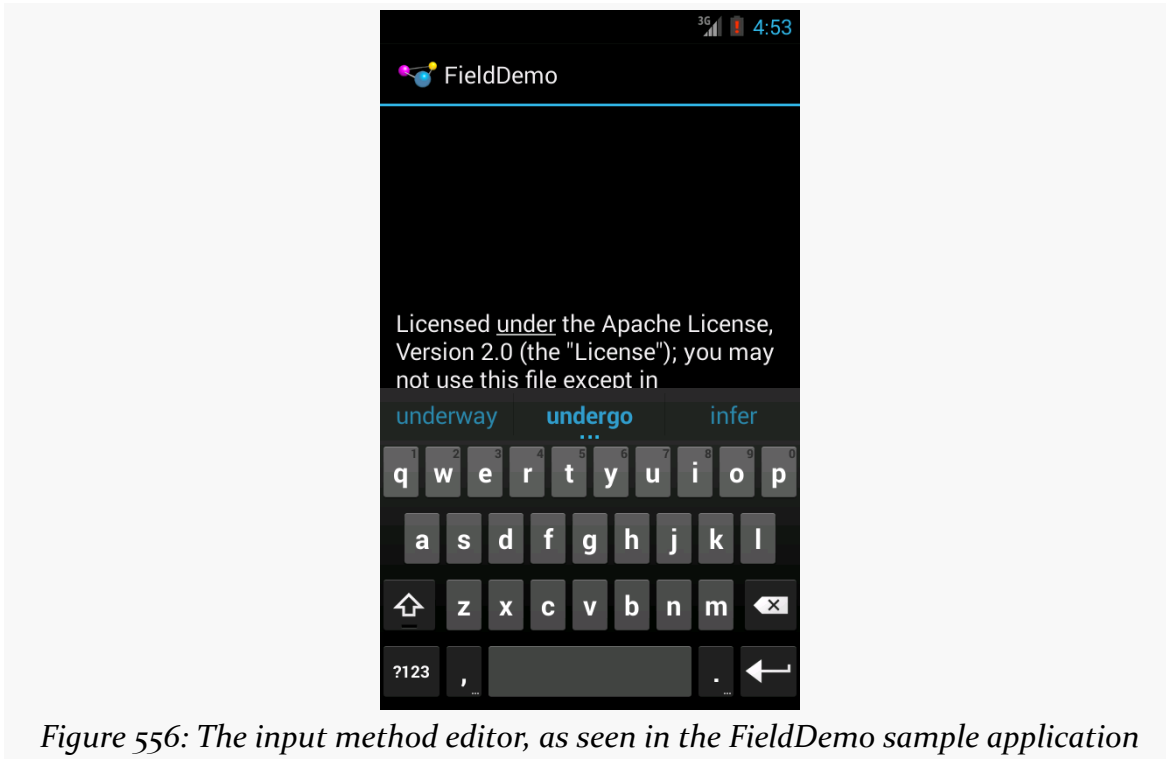 3G 4:53
FieldDemo
Licensed under the Apache License,
Version 2.0 (the "License"); you may
not use this file except in
underway undergo infer
1 2 3 4 5 6 7 8 9 0
q w e r t y u i o p
a s d f g h j k l
z x c v b n m
?123 , ... . ...
Figure 556: The input method editor, as seen in the FieldDemo sample application